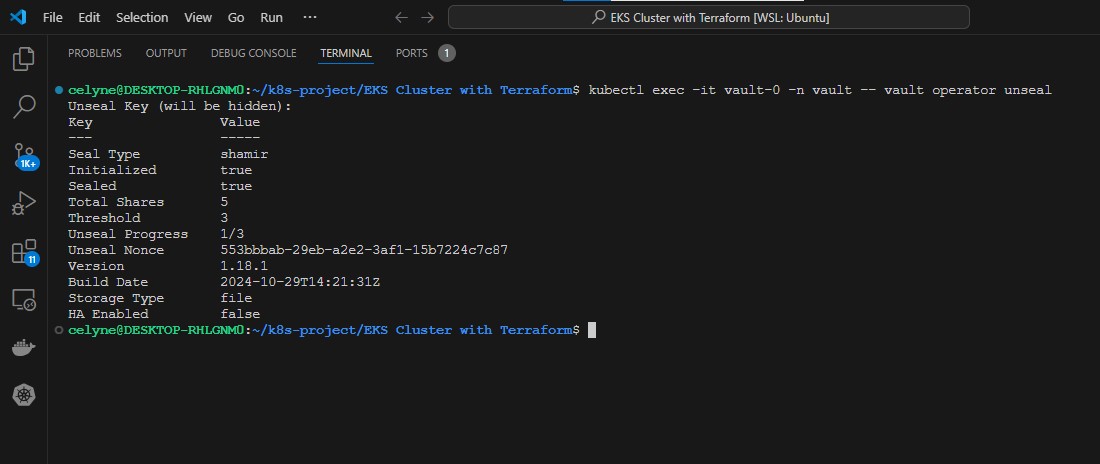 File Edit Selection View Go Run ··· ← → EKS Cluster with Terraform [WSL: Ubuntu]
PROBLEMS OUTPUT DEBUG CONSOLE TERMINAL PORTS 1
celyne@DESKTOP-RHLGNM0:~/k8s-project/EKS Cluster with Terraform$ kubectl exec -it vault-0 -n vault -- vault operator unseal
Unseal Key (will be hidden):
Key Value
--- -----
Seal Type shamir
Initialized true
Sealed true
Total Shares 5
Threshold 3
Unseal Progress 1/3
Unseal Nonce 553bbbab-29eb-a2e2-3af1-15b7224c7c87
Version 1.18.1
Build Date 2024-10-29T14:21:31Z
Storage Type file
HA Enabled false
celyne@DESKTOP-RHLGNM0:~/k8s-project/EKS Cluster with Terraform$
1K+
11